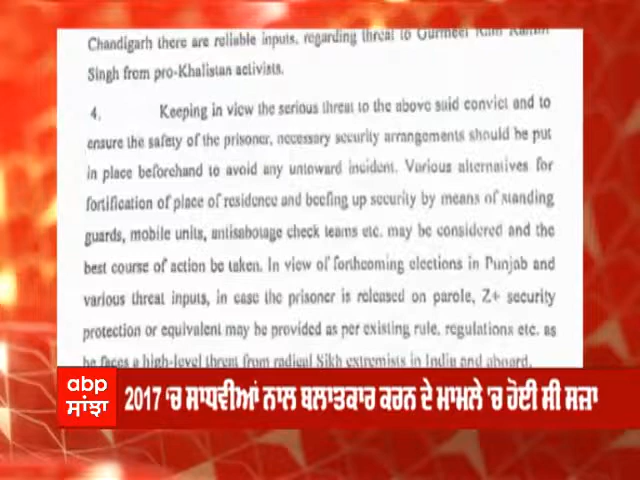 Chandigarh there are reliable inputs, regarding threat to Gurmeet Ram Rahim
Singh from pro-Khalistan activists.
4. Keeping in view the serious threat to the above said convict and to
ensure the safety of the prisoner, necessary security arrangements should be put
in place beforehand to avoid any untoward incident. Various alternatives for
fortification of place of residence and beefing up security by means of standing
guards, mobile units, antisabotage check teams etc. may be considered and the
best course of action be taken. In view of forthcoming elections in Punjab and
various threat inputs, in case the prisoner is released on parole, Z+ security
protection or equivalent may be provided as per existing rule, regulations etc. as
he faces a high-level threat from radical Sikh extremists in India and aboard.
abp
ਸਾਂਝਾ
2017 'ਚ ਸਾਧਵੀਆਂ ਨਾਲ ਬਲਾਤਕਾਰ ਕਰਨ ਦੇ ਮਾਮਲੇ 'ਚ ਹੋਈ ਸੀ ਸਜ਼ਾ